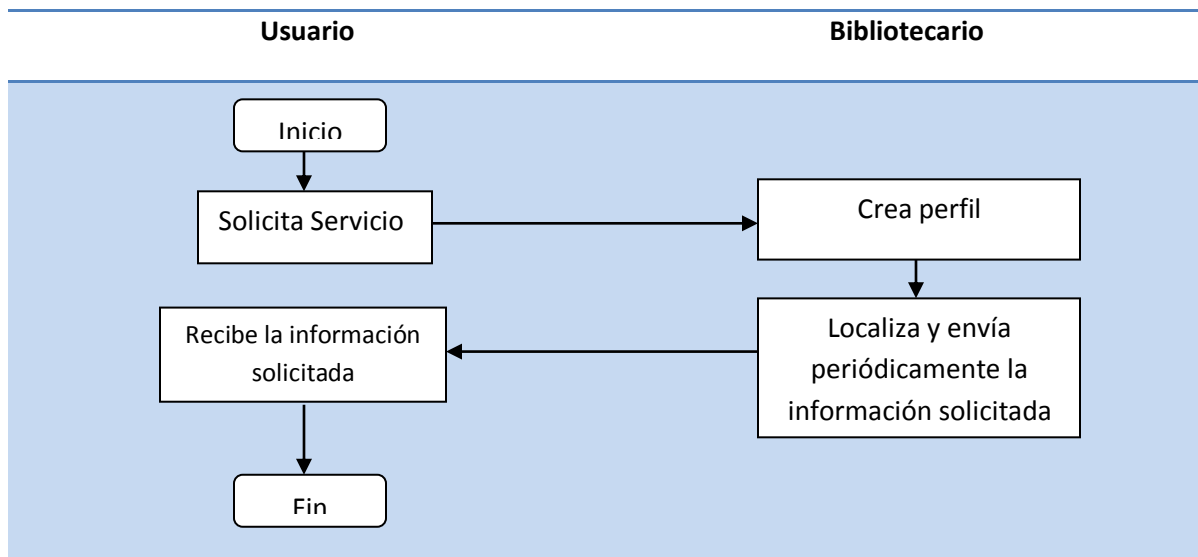 Usuario
Bibliotecario
Inicio
Solicita Servicio
Crea perfil
Localiza y envía
periódicamente la
información solicitada
Recibe la información
solicitada
Fin